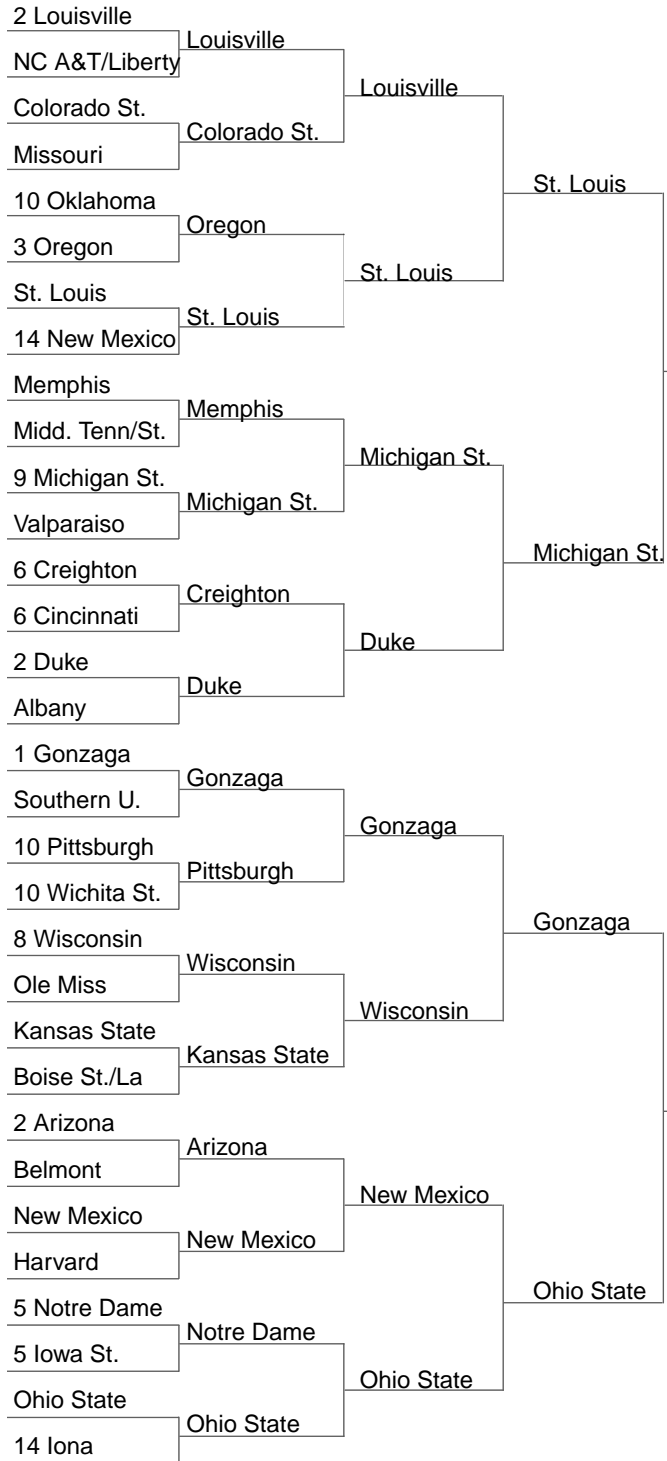 2 Louisville
NC A&T/Liberty
Colorado St.
Missouri
10 Oklahoma
3 Oregon
St. Louis
14 New Mexico
Memphis
Midd. Tenn/St.
9 Michigan St.
Valparaiso
6 Creighton
6 Cincinnati
2 Duke
Albany
1 Gonzaga
Southern U.
10 Pittsburgh
10 Wichita St.
8 Wisconsin
Ole Miss
Kansas State
Boise St./La
2 Arizona
Belmont
New Mexico
Harvard
5 Notre Dame
5 Iowa St.
Ohio State
14 Iona
Louisville
Colorado St.
Oregon
St. Louis
Memphis
Michigan St.
Creighton
Duke
Gonzaga
Pittsburgh
Wisconsin
Kansas State
Arizona
New Mexico
Notre Dame
Ohio State
Louisville
St. Louis
Michigan St.
Duke
Gonzaga
Wisconsin
New Mexico
Ohio State
St. Louis
Michigan St.
Gonzaga
Ohio State